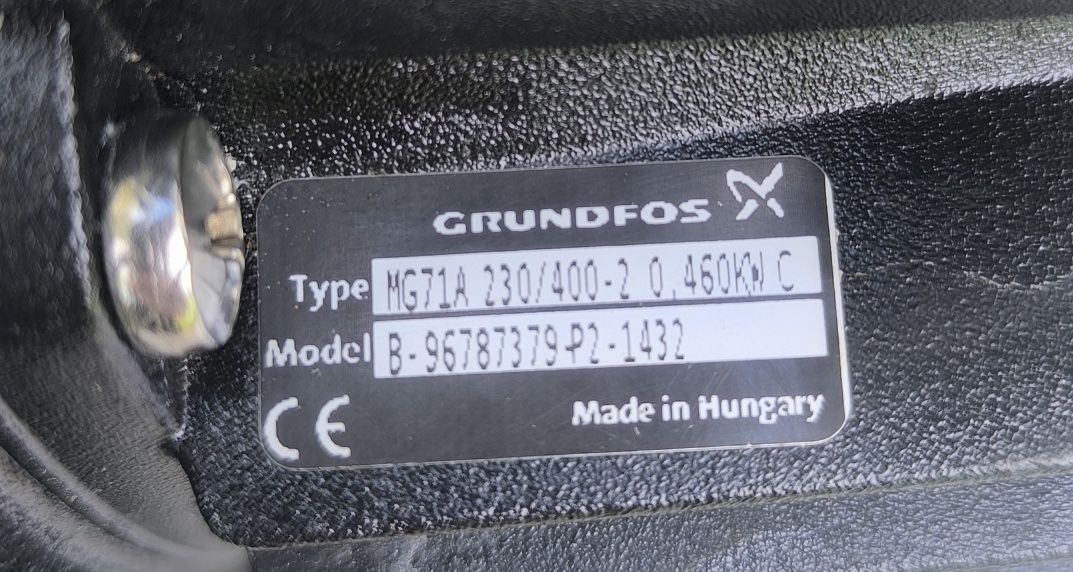 GRUNDFOS
Type MG71A 230/400-2 0,460KW C
Model B-96787379-P2-1432
CE Made in Hungary